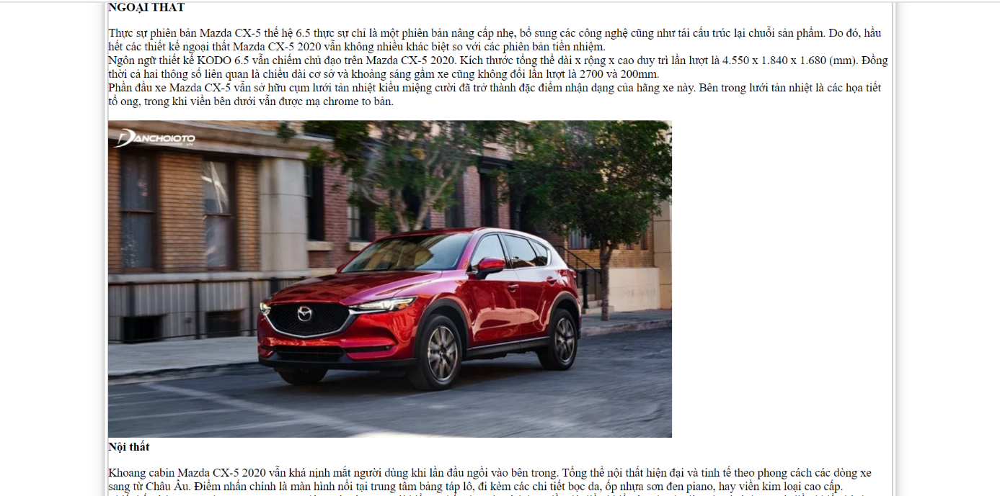 NGOẠI THẤT
Thực sự phiên bản Mazda CX-5 thế hệ 6.5 thực sự chỉ là một phiên bản nâng cấp nhẹ, bổ sung các công nghệ cũng như tái cấu trúc lại chuỗi sản phẩm. Do đó, hầu
hết các thiết kế ngoại thất Mazda CX-5 2020 vẫn không nhiều khác biệt so với các phiên bản tiền nhiệm.
Ngôn ngữ thiết kế KODO 6.5 vẫn chiếm chủ đạo trên Mazda CX-5 2020. Kích thước tổng thể dài x rộng x cao duy trì lần lượt là 4.550 x 1.840 x 1.680 (mm). Đồng
thời cả hai thông số liên quan là chiều dài cơ sở và khoảng sáng gầm xe cũng không đổi lần lượt là 2700 và 200mm.
Phần đầu xe Mazda CX-5 vẫn sở hữu cụm lưới tản nhiệt kiểu miệng cười đã trở thành đặc điểm nhận dạng của hãng xe này. Bên trong lưới tản nhiệt là các họa tiết
tổ ong, trong khi viền bên dưới vẫn được mạ chrome to bản.
DANCHOIOTO
Nội thất
Khoang cabin Mazda CX-5 2020 vẫn khá nịnh mắt người dùng khi lần đầu ngồi vào bên trong. Tổng thể nội thất hiện đại và tinh tế theo phong cách các dòng xe
sang từ Châu Âu. Điểm nhấn chính là màn hình nổi tại trung tâm bảng táp lô, đi kèm các chi tiết bọc da, ốp nhựa sơn đen piano, hay viền kim loại cao cấp.